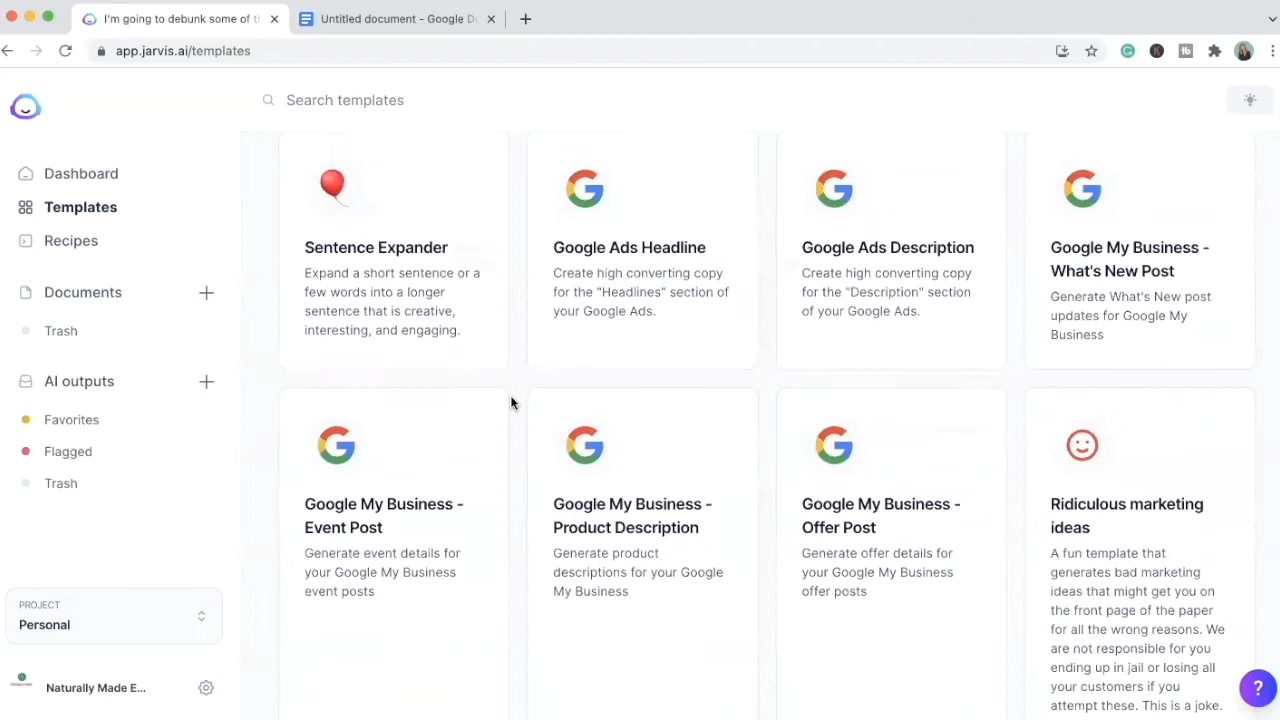 I'm going to debunk some of t
Untitled document - Google D
app.jarvis.ai/templates
Search templates
Dashboard
Templates
Recipes
Documents
Trash
AI outputs
Favorites
Flagged
Trash
PROJECT
Personal
Naturally Made E...
Sentence Expander
Expand a short sentence or a
few words into a longer
sentence that is creative,
interesting, and engaging.
Google Ads Headline
Create high converting copy
for the "Headlines" section of
your Google Ads.
Google Ads Description
Create high converting copy
for the "Description" section
of your Google Ads.
Google My Business -
What's New Post
Generate What's New post
updates for Google My
Business
Google My Business -
Event Post
Generate event details for
your Google My Business
event posts
Google My Business -
Product Description
Generate product
descriptions for your Google
My Business
Google My Business -
Offer Post
Generate offer details for
your Google My Business
offer posts
Ridiculous marketing
ideas
A fun template that
generates bad marketing
ideas that might get you on
the front page of the paper
for all the wrong reasons. We
are not responsible for you
ending up in jail or losing all
your customers if you
attempt these. This is a joke.
?